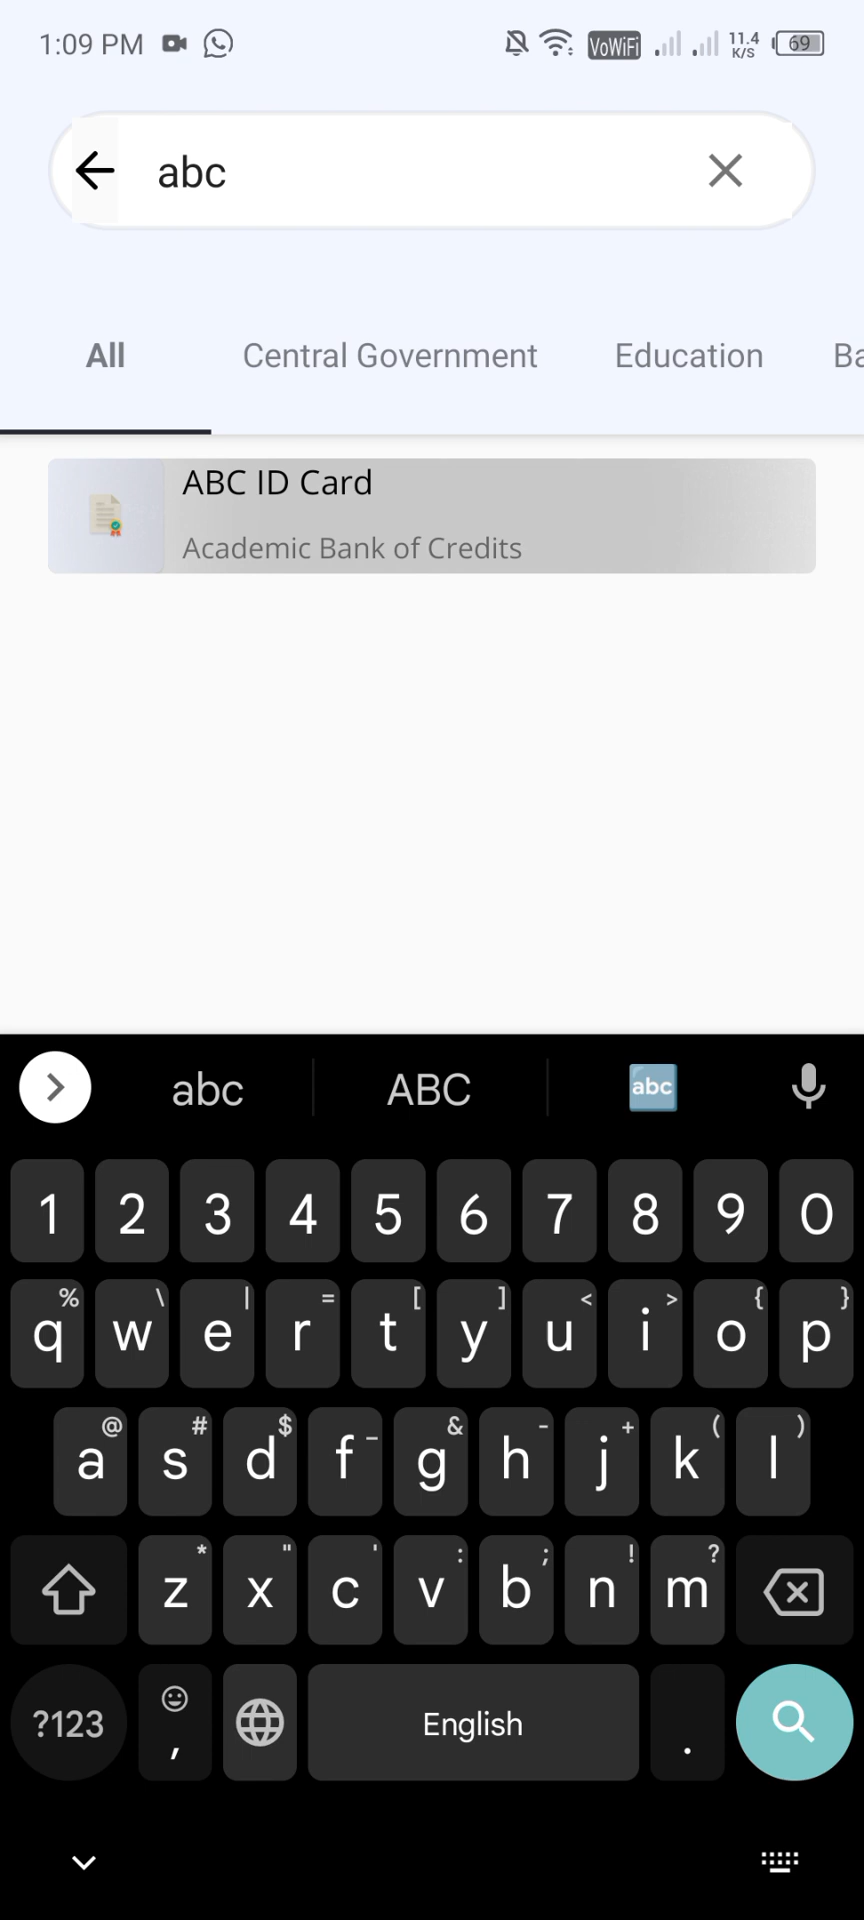 1:09 PM VoWiFi 11.4 K/S 69
abc
All Central Government Education Ba
ABC ID Card
Academic Bank of Credits
abc ABC abc
1 2 3 4 5 6 7 8 9 0
% \ | = [ ] < > { }
q w e r t y u i o p
@ # $ _ & - + ( )
a s d f g h j k l
* " ' : ; ! ?
z x c v b n m
?123 , English .